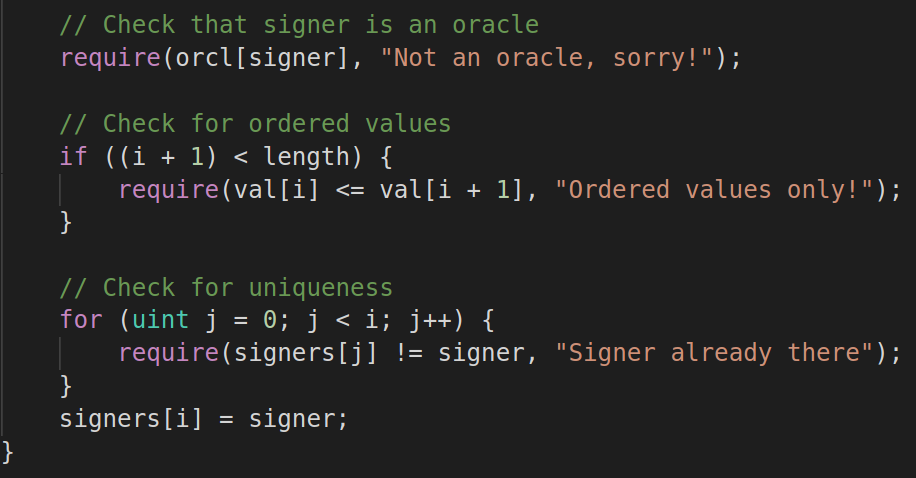 // Check that signer is an oracle
require(orcl[signer], "Not an oracle, sorry!");
// Check for ordered values
if ((i + 1) < length) {
require(val[i] <= val[i + 1], "Ordered values only!");
}
// Check for uniqueness
for (uint j = 0; j < i; j++) {
require(signers[j] != signer, "Signer already there");
}
signers[i] = signer;
}